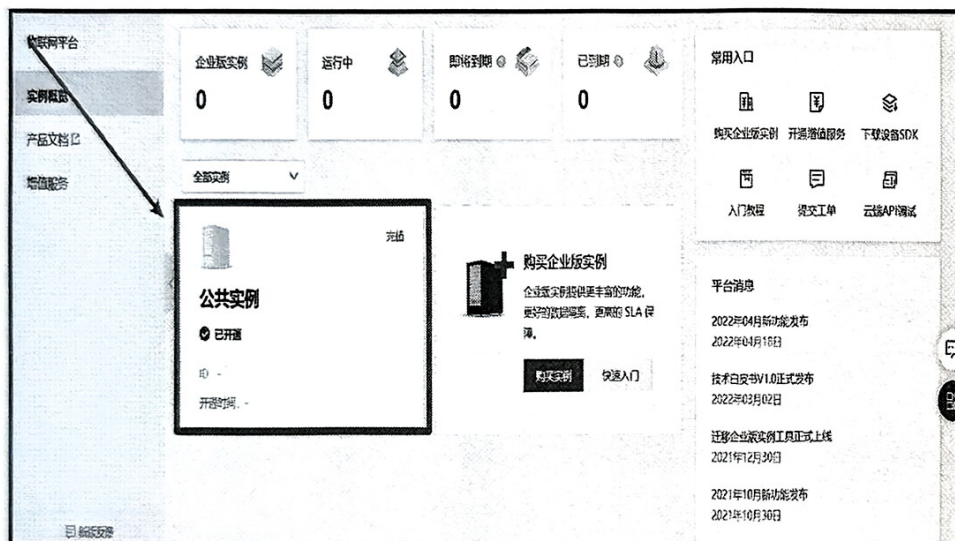 物联网平台
实例概览
产品文档
增值服务
企业版实例
0
运行中
0
即将到期
0
已到期
0
全部实例
充值
公共实例
已开通
ID -
开通时间 -
购买企业版实例
企业版实例提供更丰富的功能,
更好的数据隔离, 更高的 SLA 保
障。
购买实例 快速入门
常用入口
购买企业版实例 开通增值服务 下载设备SDK
入门教程 提交工单 云端API调试
平台消息
2022年04月新功能发布
2022年04月18日
技术白皮书V1.0正式发布
2022年03月02日
迁移企业版实例工具正式上线
2021年12月30日
2021年10月新功能发布
2021年10月30日